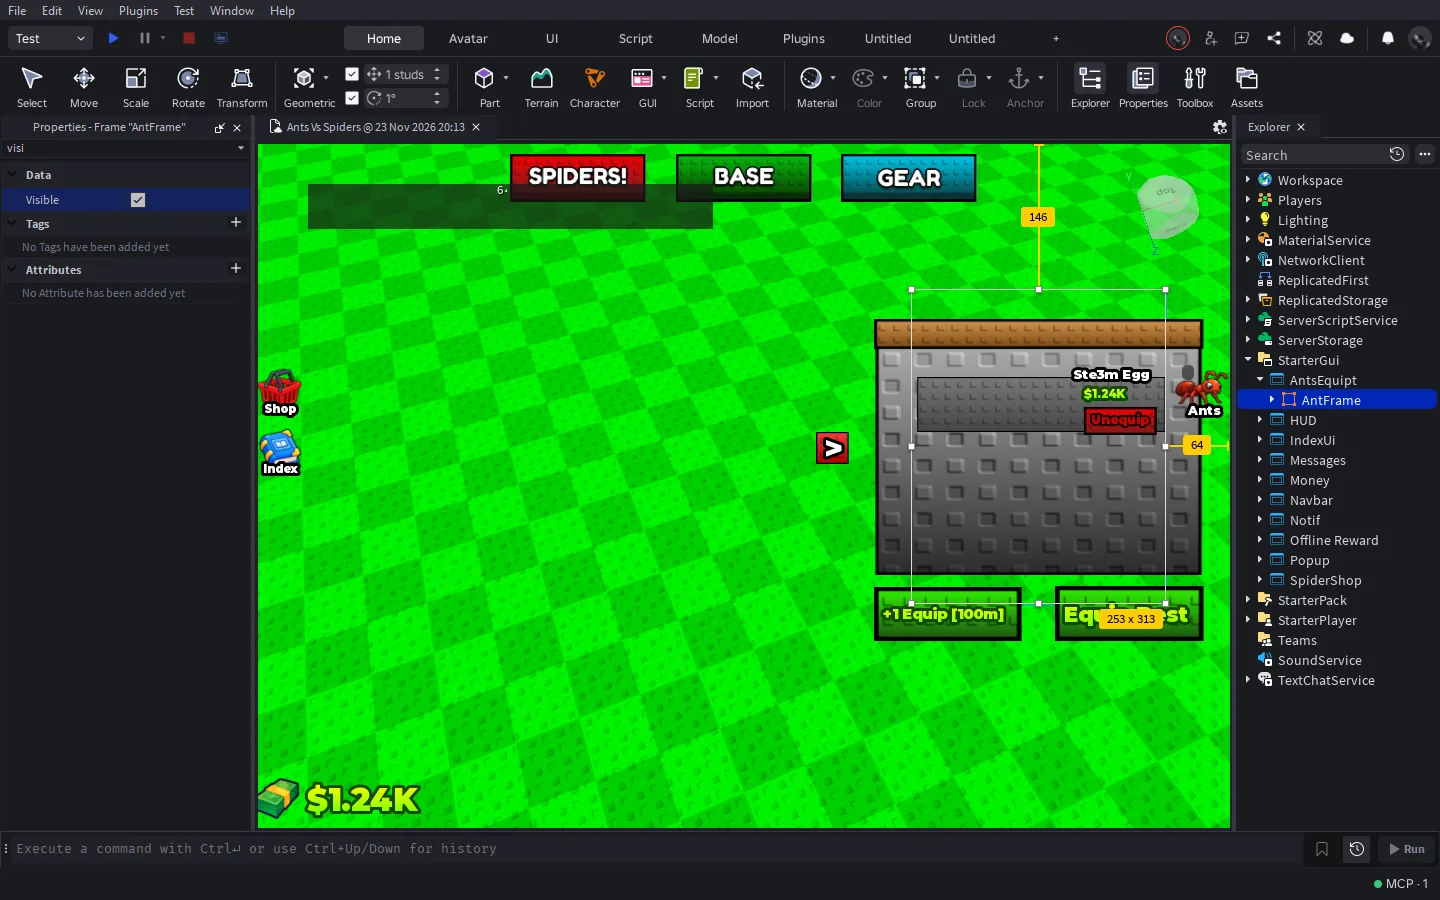 File Edit View Plugins Test Window Help
Test
Home Avatar UI Script Model Plugins Untitled Untitled +
Select Move Scale Rotate Transform Geometric 1 studs 1° Part Terrain Character GUI Script Import Material Color Group Lock Anchor Explorer Properties Toolbox Assets
Properties - Frame "AntFrame"
visi
Data
Visible
Tags
No Tags have been added yet
Attributes
No Attribute has been added yet
Ants Vs Spiders @ 23 Nov 2026 20:13
SPIDERS! BASE GEAR
146
Top
Y
Z
Shop
Index
>
Ste3m Egg
$1.24K
Unequip
Ants
64
+1 Equip [100m]
253 x 313
$1.24K
Explorer
Search
Workspace
Players
Lighting
MaterialService
NetworkClient
ReplicatedFirst
ReplicatedStorage
ServerScriptService
ServerStorage
StarterGui
AntsEquipt
AntFrame
HUD
IndexUi
Messages
Money
Navbar
Notif
Offline Reward
Popup
SpiderShop
StarterPack
StarterPlayer
Teams
SoundService
TextChatService
Execute a command with Ctrl↵ or use Ctrl+Up/Down for history
Run
MCP · 1